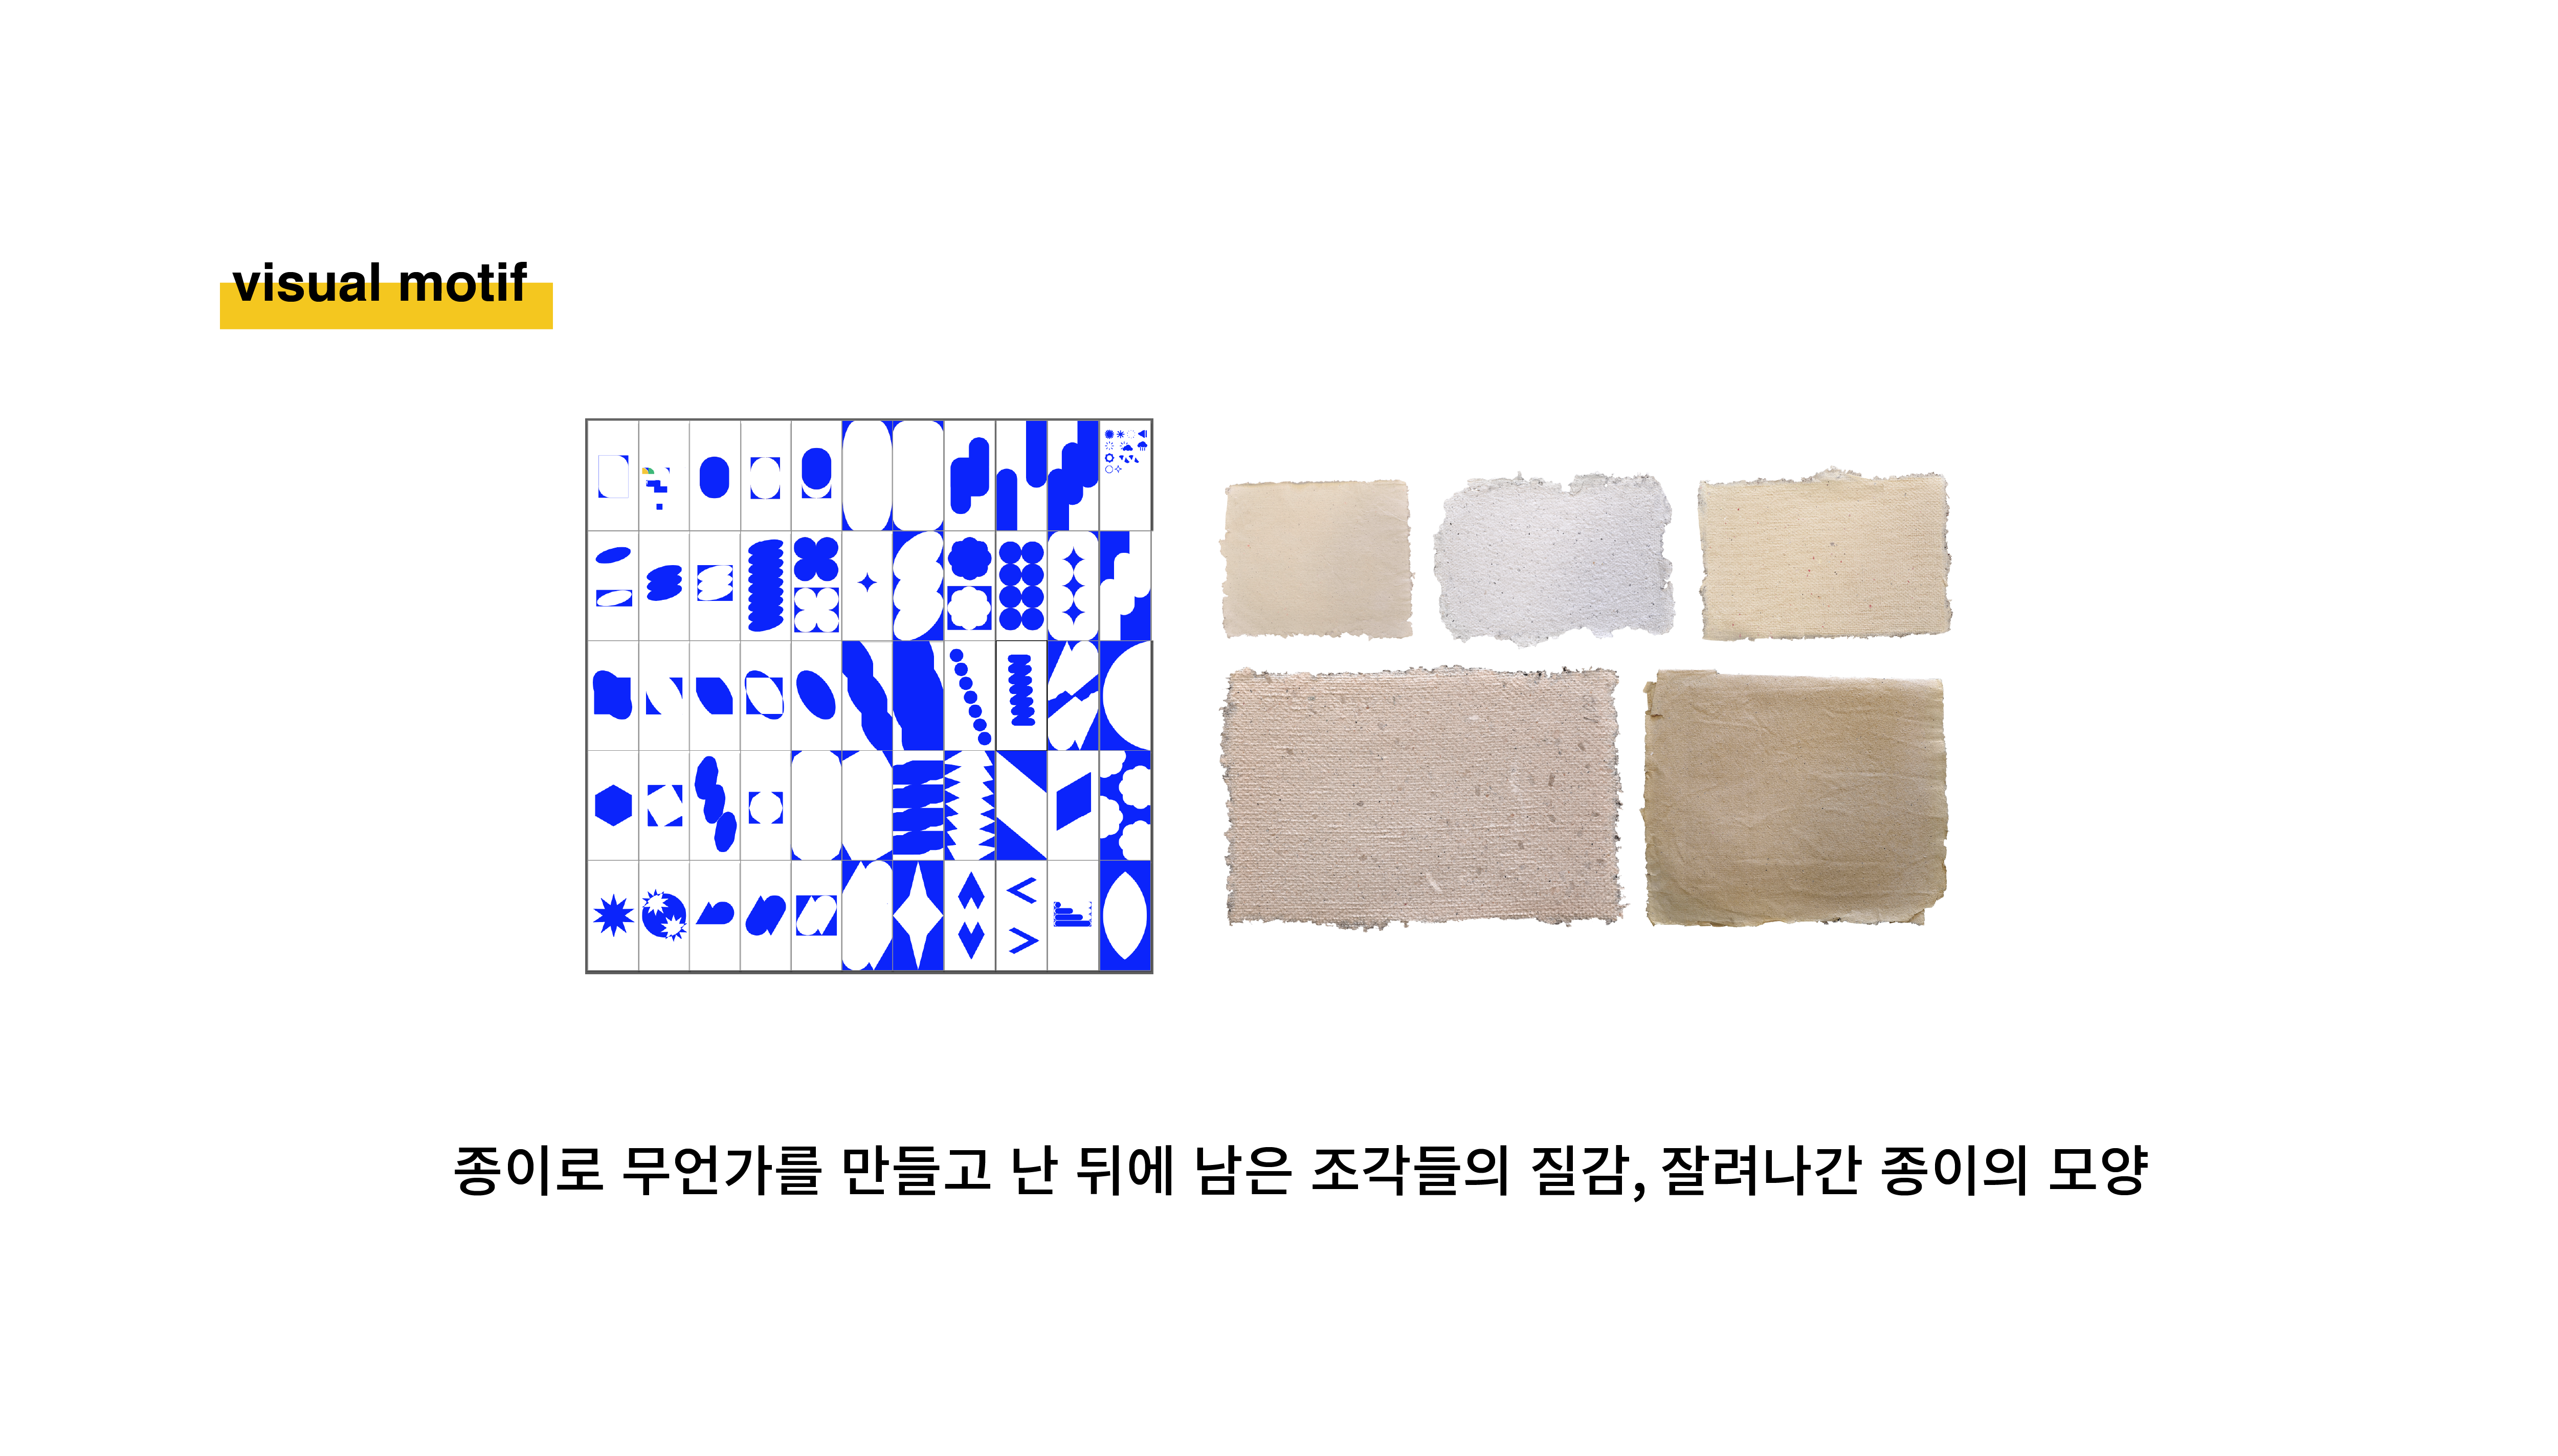 visual motif
종이로 무언가를 만들고 난 뒤에 남은 조각들의 질감, 잘려나간 종이의 모양